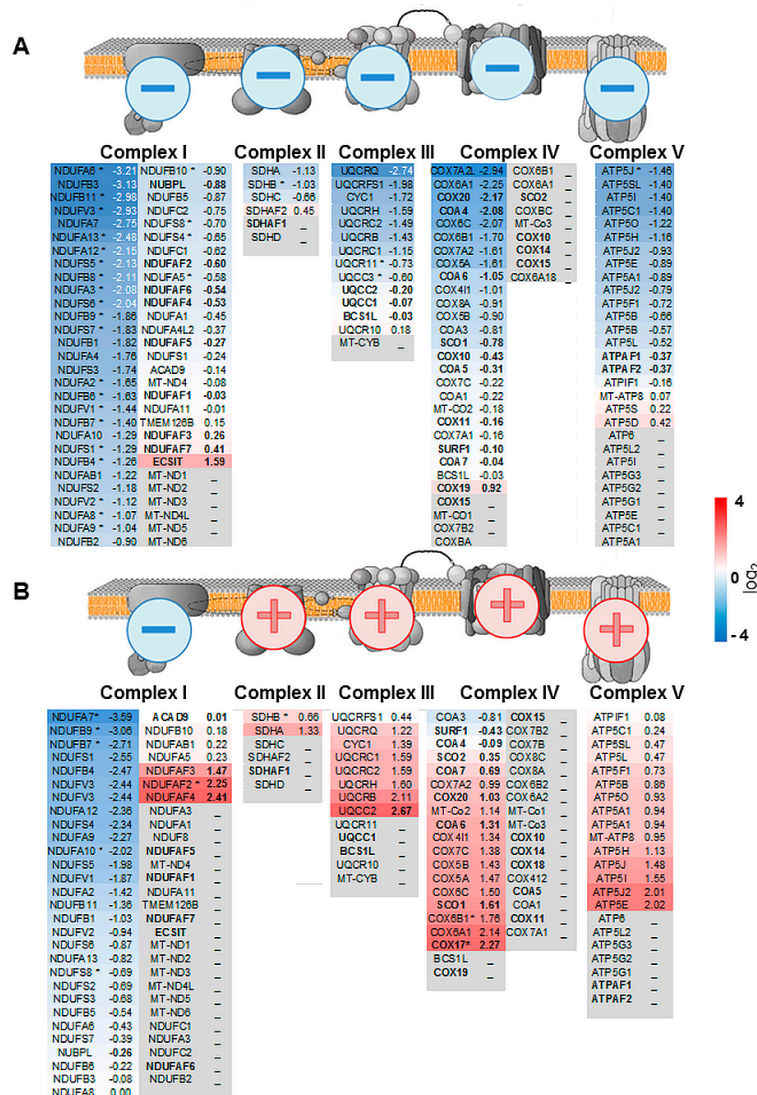 A
Complex I Complex II Complex III Complex IV Complex V
NDUFA6 * -3.21 NDUFB10 * -0.90 SDHA -1.13 UQCRQ -2.74 COX7A2L -2.94 COX6B1 _ ATP5J * -1.46
NDUFB3 -3.13 NUBPL -0.88 SDHB * -1.03 UQCRFS1 -1.98 COX6A1 -2.25 COX6A1 _ ATP5SL -1.40
NDUFB11 * -2.98 NDUFB5 -0.87 SDHC -0.66 CYC1 -1.72 COX20 -2.17 SCO2 _ ATP5I -1.40
NDUFV3 * -2.93 NDUFC2 -0.75 SDHAF2 0.45 UQCRH -1.59 COA4 -2.08 COXBC _ ATP5C1 -1.40
NDUFA7 -2.75 NDUFS8 * -0.70 SDHAF1 _ UQCRC2 -1.49 COX6C -2.07 MT-Co3 _ ATP5O -1.22
NDUFA13 * -2.48 NDUFS4 * -0.65 SDHD _ UQCRB -1.43 COX6B1 -1.70 COX10 _ ATP5H -1.16
NDUFA12 * -2.15 NDUFC1 -0.62 UQCRC1 -1.15 COX7A2 -1.61 COX14 _ ATP5J2 -0.93
NDUFS5 * -2.13 NDUFAF2 -0.60 UQCR11 * -0.73 COX5A -1.61 COX15 _ ATP5E -0.89
NDUFB8 * -2.11 NDUFA5 * -0.58 UQCC3 * -0.60 COA6 -1.05 COX6A18 _ ATP5A1 -0.89
NDUFA3 * -2.08 NDUFAF6 -0.54 UQCC2 -0.20 COX4I1 -1.01 ATP5J2 -0.79
NDUFS6 * -2.04 NDUFAF4 -0.53 UQCC1 -0.07 COX8A -0.91 ATP5F1 -0.72
NDUFB9 * -1.86 NDUFA1 -0.45 BCS1L -0.03 COX5B -0.90 ATP5B -0.66
NDUFS7 * -1.83 NDUFA4L2 -0.37 UQCR10 0.18 COA3 -0.81 ATP5B -0.57
NDUFB1 -1.82 NDUFAF5 -0.27 MT-CYB _ SCO1 -0.78 ATP5L -0.52
NDUFA4 -1.76 NDUFS1 -0.24 COX10 -0.43 ATPAF1 -0.37
NDUFS3 -1.74 ACAD9 -0.14 COA5 -0.31 ATPAF2 -0.37
NDUFA2 * -1.65 MT-ND4 -0.08 COX7C -0.22 ATPIF1 -0.16
NDUFB6 * -1.63 NDUFAF1 -0.03 COA1 -0.22 MT-ATP8 0.07
NDUFV1 * -1.44 NDUFA11 -0.01 MT-CO2 -0.18 ATP5S 0.22
NDUFB7 * -1.40 TMEM126B 0.15 COX11 -0.16 ATP5D 0.42
NDUFA10 -1.29 NDUFAF3 0.26 COX7A1 -0.16 ATP6 _
NDUFS1 * -1.29 NDUFAF7 0.41 SURF1 -0.10 ATP5L2 _
NDUFB4 * -1.26 ECSIT 1.59 COA7 -0.04 ATP5I _
NDUFAB1 -1.22 MT-ND1 _ BCS1L -0.03 ATP5G3 _
NDUFS2 -1.18 MT-ND2 _ COX19 0.92 ATP5G2 _
NDUFV2 * -1.12 MT-ND3 _ COX15 _ ATP5G1 _
NDUFA8 * -1.07 MT-ND4L _ MT-CO1 _ ATP5E _
NDUFA9 * -1.04 MT-ND5 _ COX7B2 _ ATP5C1 _
NDUFB2 -0.90 MT-ND6 _ COXBA _ ATP5A1 _
4
0
-4
log2
B
Complex I Complex II Complex III Complex IV Complex V
NDUFA7* -3.59 ACAD9 0.01 SDHB * 0.66 UQCRFS1 0.44 COA3 -0.81 COX15 _ ATPIF1 0.08
NDUFB9 * -3.06 NDUFB10 0.18 SDHA 1.33 UQCRQ 1.22 SURF1 -0.43 COX7B2 _ ATP5C1 0.24
NDUFB7 * -2.71 NDUFAB1 0.22 SDHC _ CYC1 1.39 COA4 -0.09 COX7B _ ATP5SL 0.47
NDUFS1 -2.55 NDUFA5 0.23 SDHAF2 _ UQCRC1 1.59 SCO2 0.35 COX8C _ ATP5L 0.47
NDUFB4 -2.47 NDUFAF3 1.47 SDHAF1 _ UQCRC2 1.59 COA7 0.69 COX8A _ ATP5F1 0.73
NDUFV3 -2.44 NDUFAF2 * 2.25 SDHD _ UQCRH 1.60 COX7A2 0.99 COX6B2 _ ATP5B 0.86
NDUFV3 -2.44 NDUFAF4 2.41 UQCRB 2.11 COX20 1.03 COX6A2 _ ATP5O 0.93
NDUFA12 -2.36 NDUFA3 _ UQCC2 2.67 MT-Co2 1.14 MT-Co1 _ ATP5A1 0.94
NDUFS4 -2.34 NDUFA1 _ UQCR11 _ COA6 1.31 MT-Co3 _ ATP5A1 0.94
NDUFA9 -2.27 NDUF8 _ UQCC1 _ COX4I1 1.34 COX10 _ MT-ATP8 0.95
NDUFA10 * -2.02 NDUFAF5 _ BCS1L _ COX7C 1.38 COX14 _ ATP5H 1.13
NDUFS5 -1.98 MT-ND4 _ UQCR10 _ COX5B 1.43 COX18 _ ATP5J 1.48
NDUFV1 -1.87 NDUFAF1 _ MT-CYB _ COX5A 1.47 COX412 _ ATP5I 1.55
NDUFA2 -1.42 NDUFA11 _ COX6C 1.50 COA5 _ ATP5J2 2.01
NDUFB11 -1.36 TMEM126B _ SCO1 1.61 COA1 _ ATP5E 2.02
NDUFB1 -1.03 NDUFAF7 _ COX6B1 * 1.76 COX11 _ ATP6 _
NDUFV2 -0.94 ECSIT _ COX6A1 2.14 COX7A1 _ ATP5L2 _
NDUFS6 -0.87 MT-ND1 _ COX17* 2.27 ATP5G3 _
NDUFA13 -0.82 MT-ND2 _ BCS1L _ ATP5G2 _
NDUFS8 * -0.69 MT-ND3 _ COX19 _ ATP5G1 _
NDUFS2 -0.69 MT-ND4L _ ATPAF1 _
NDUFS3 -0.68 MT-ND5 _ ATPAF2 _
NDUFB5 -0.54 MT-ND6 _
NDUFA6 -0.43 NDUFC1 _
NDUFS7 -0.39 NDUFA3 _
NUBPL -0.26 NDUFC2 _
NDUFB6 -0.22 NDUFAF6 _
NDUFB3 -0.08 NDUFB2 _
NDUFA8 0.00